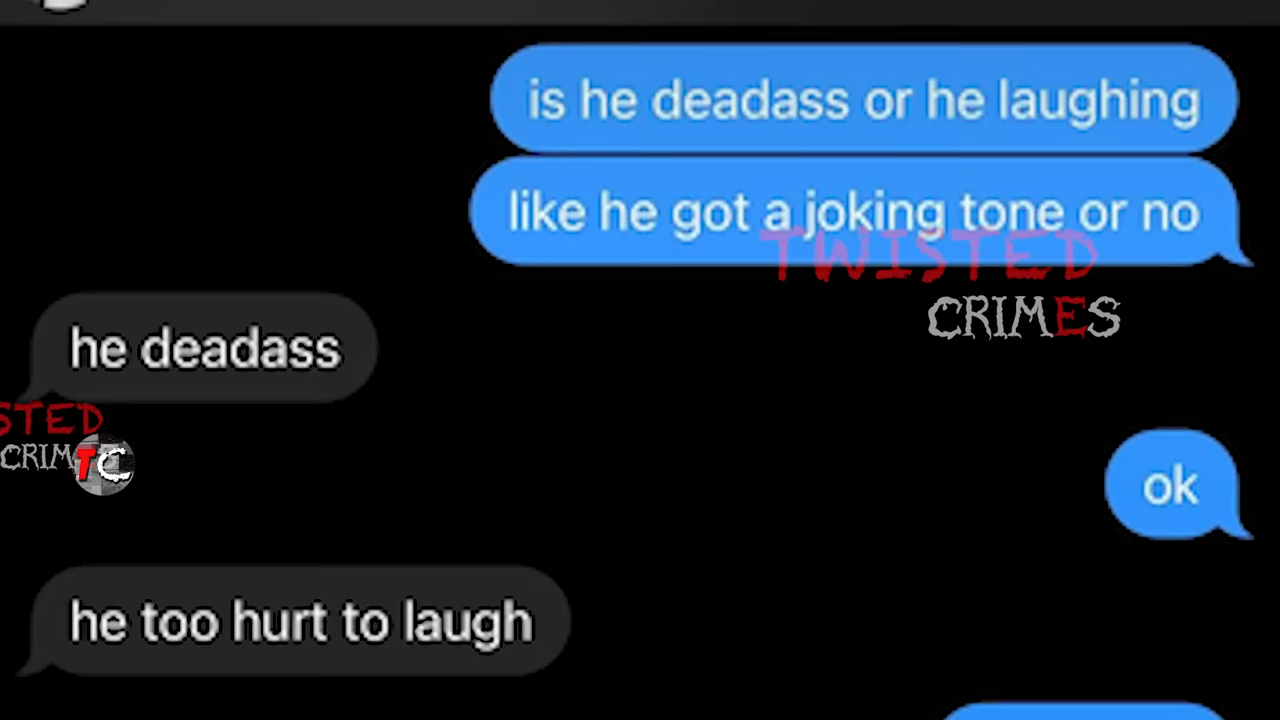 is he deadass or he laughing
like he got a joking tone or no
TWISTED
CRIMES
he deadass
STED
CRIM
TC
ok
he too hurt to laugh